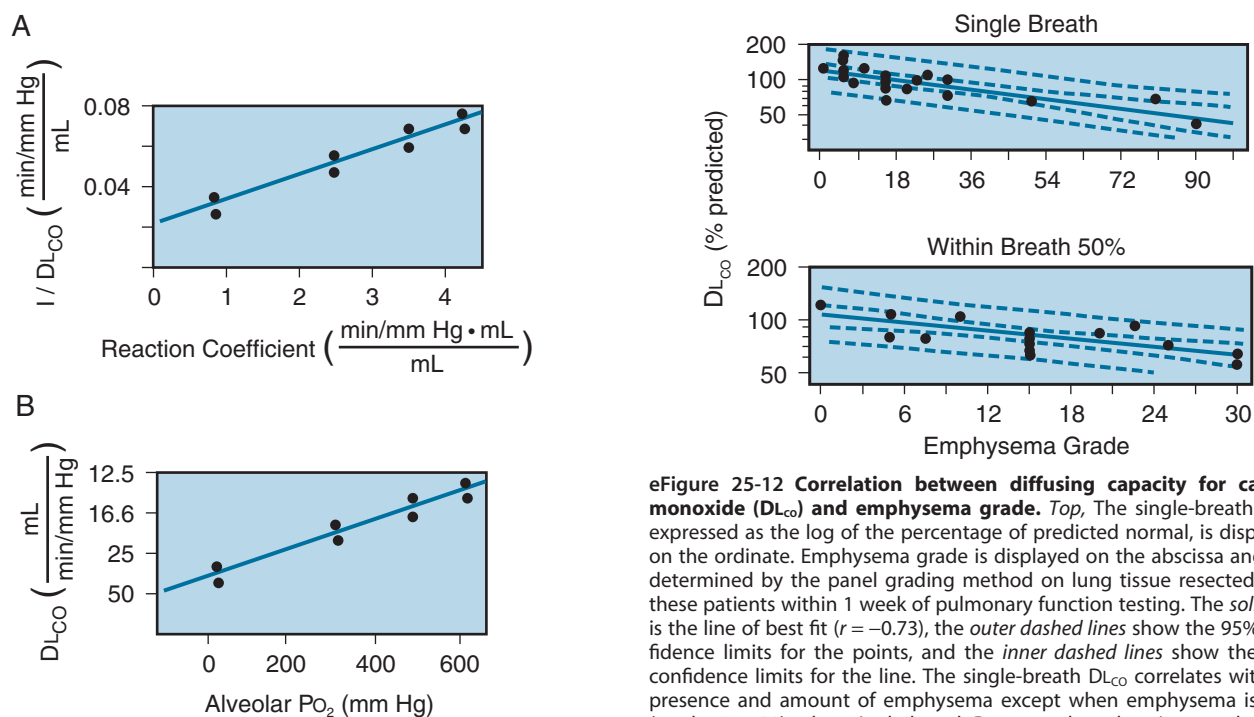 A
I / DLCO ( min/mm Hg / mL )
0.08
0.04
0 1 2 3 4
Reaction Coefficient ( min/mm Hg • mL / mL )
B
DLCO ( mL / min/mm Hg )
12.5
16.6
25
50
0 200 400 600
Alveolar PO2 (mm Hg)
DLCO (% predicted)
Single Breath
200
100
50
0 18 36 54 72 90
Within Breath 50%
200
100
50
0 6 12 18 24 30
Emphysema Grade
eFigure 25-12 Correlation between diffusing capacity for ca
monoxide (DLCO) and emphysema grade. Top, The single-breath
expressed as the log of the percentage of predicted normal, is disp
on the ordinate. Emphysema grade is displayed on the abscissa an
determined by the panel grading method on lung tissue resected
these patients within 1 week of pulmonary function testing. The sol
is the line of best fit (r = −0.73), the outer dashed lines show the 95%
fidence limits for the points, and the inner dashed lines show the
confidence limits for the line. The single-breath DLCO correlates wit
presence and amount of emphysema except when emphysema is